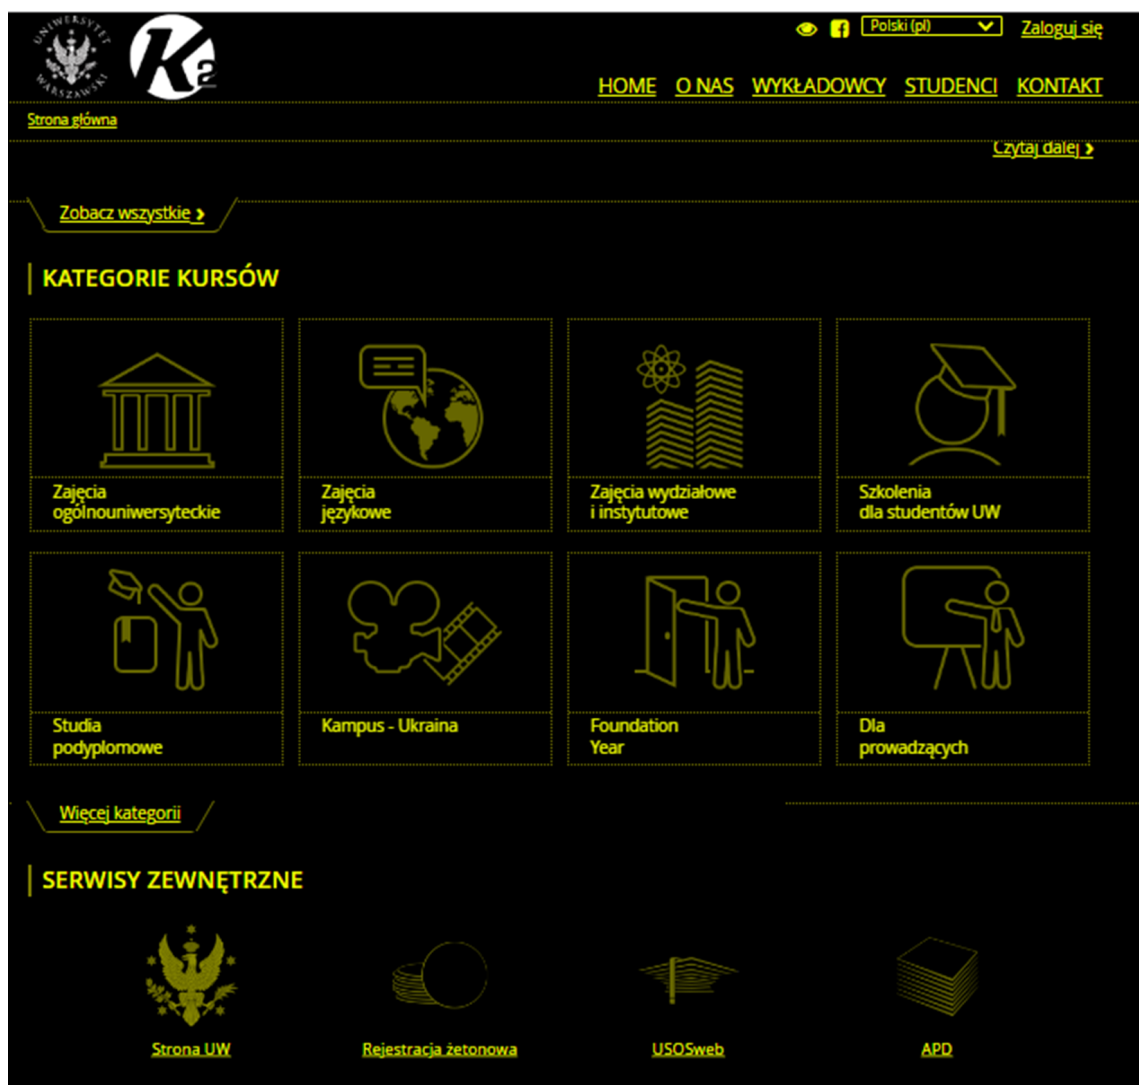 UNIWERSYTET
WARSZAWSKI
K2
Polski (pl)
Zaloguj się
HOME O NAS WYKŁADOWCY STUDENCI KONTAKT
Strona główna
Czytaj dalej ›
Zobacz wszystkie ›
KATEGORIE KURSÓW
Zajęcia
ogólnouniwersyteckie
Zajęcia
językowe
Zajęcia wydziałowe
i instytutowe
Szkolenia
dla studentów UW
Studia
podyplomowe
Kampus - Ukraina
Foundation
Year
Dla
prowadzących
Więcej kategorii
SERWISY ZEWNĘTRZNE
Strona UW
Rejestracja żetonowa
USOSweb
APD